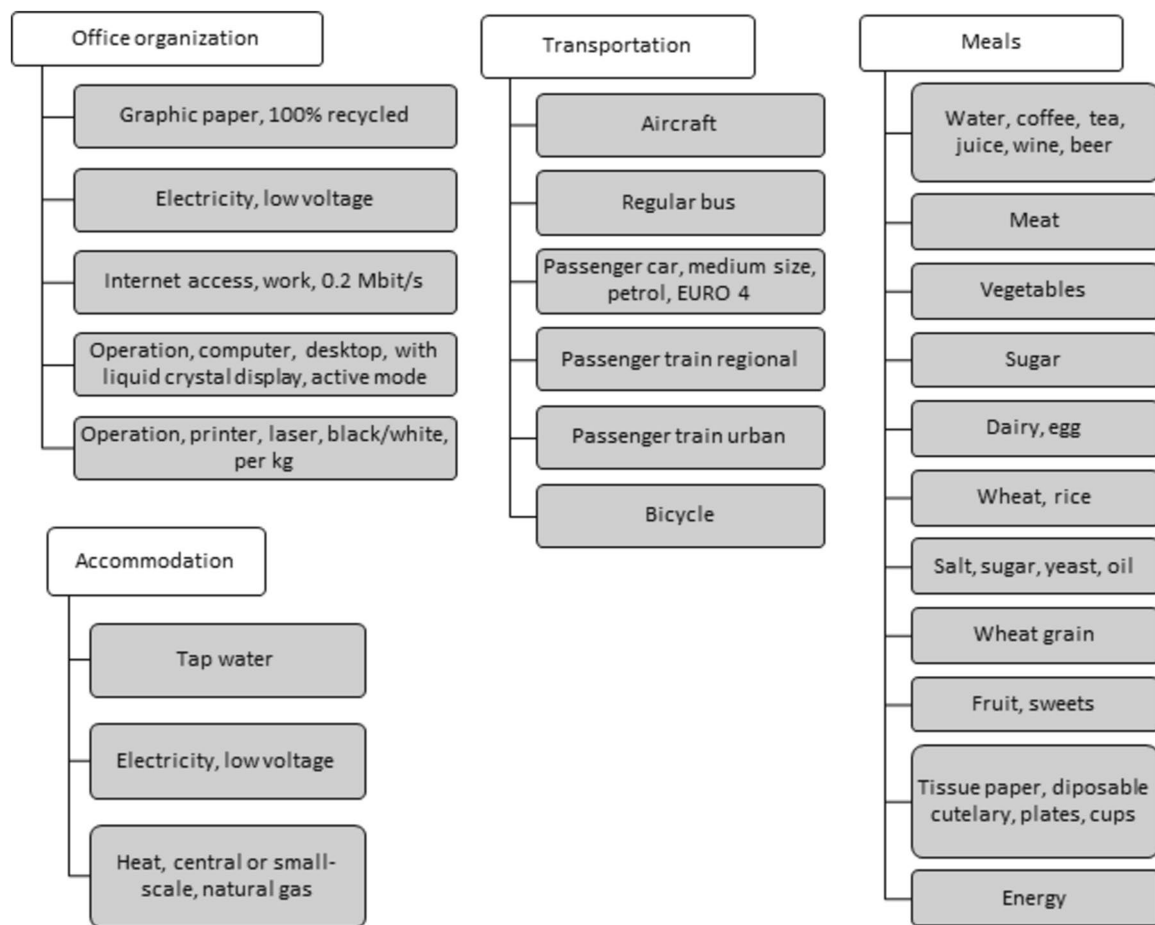 Office organization
Graphic paper, 100% recycled
Electricity, low voltage
Internet access, work, 0.2 Mbit/s
Operation, computer, desktop, with
liquid crystal display, active mode
Operation, printer, laser, black/white,
per kg
Accommodation
Tap water
Electricity, low voltage
Heat, central or small-
scale, natural gas
Transportation
Aircraft
Regular bus
Passenger car, medium size,
petrol, EURO 4
Passenger train regional
Passenger train urban
Bicycle
Meals
Water, coffee, tea,
juice, wine, beer
Meat
Vegetables
Sugar
Dairy, egg
Wheat, rice
Salt, sugar, yeast, oil
Wheat grain
Fruit, sweets
Tissue paper, diposable
cutelary, plates, cups
Energy